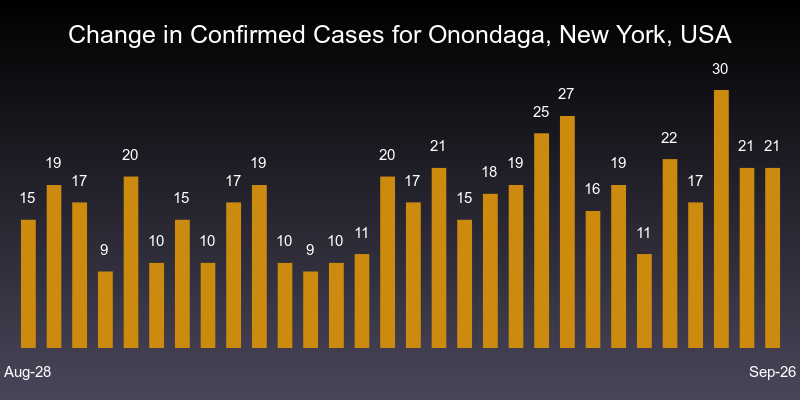 Change in Confirmed Cases for Onondaga, New York, USA
15 19 17 9 20 10 15 10 17 19 10 9 10 11 20 17 21 15 18 19 25 27 16 19 11 22 17 30 21 21
Aug-28 Sep-26